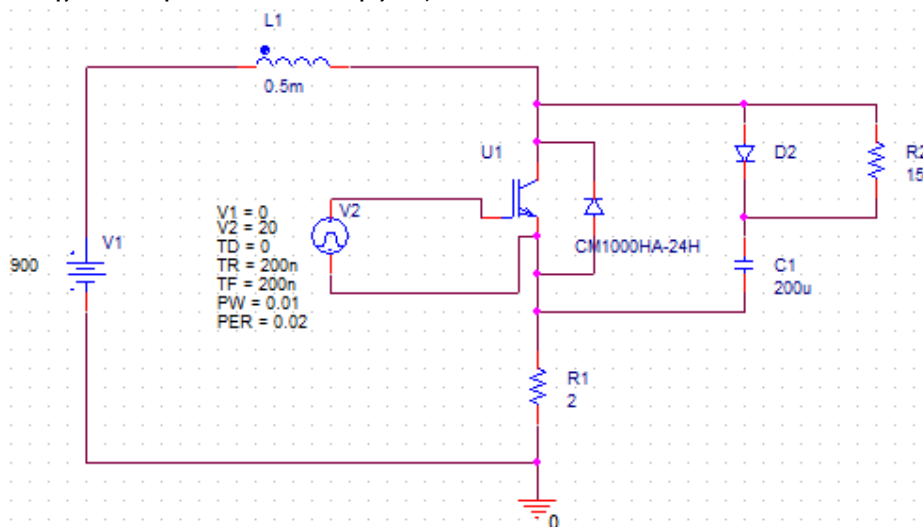 L1
0.5m
U1
D2
R2
15
V2
V1 = 0
V2 = 20
TD = 0
TR = 200n
TF = 200n
PW = 0.01
PER = 0.02
V1
900
CM1000HA-24H
C1
200u
R1
2
0